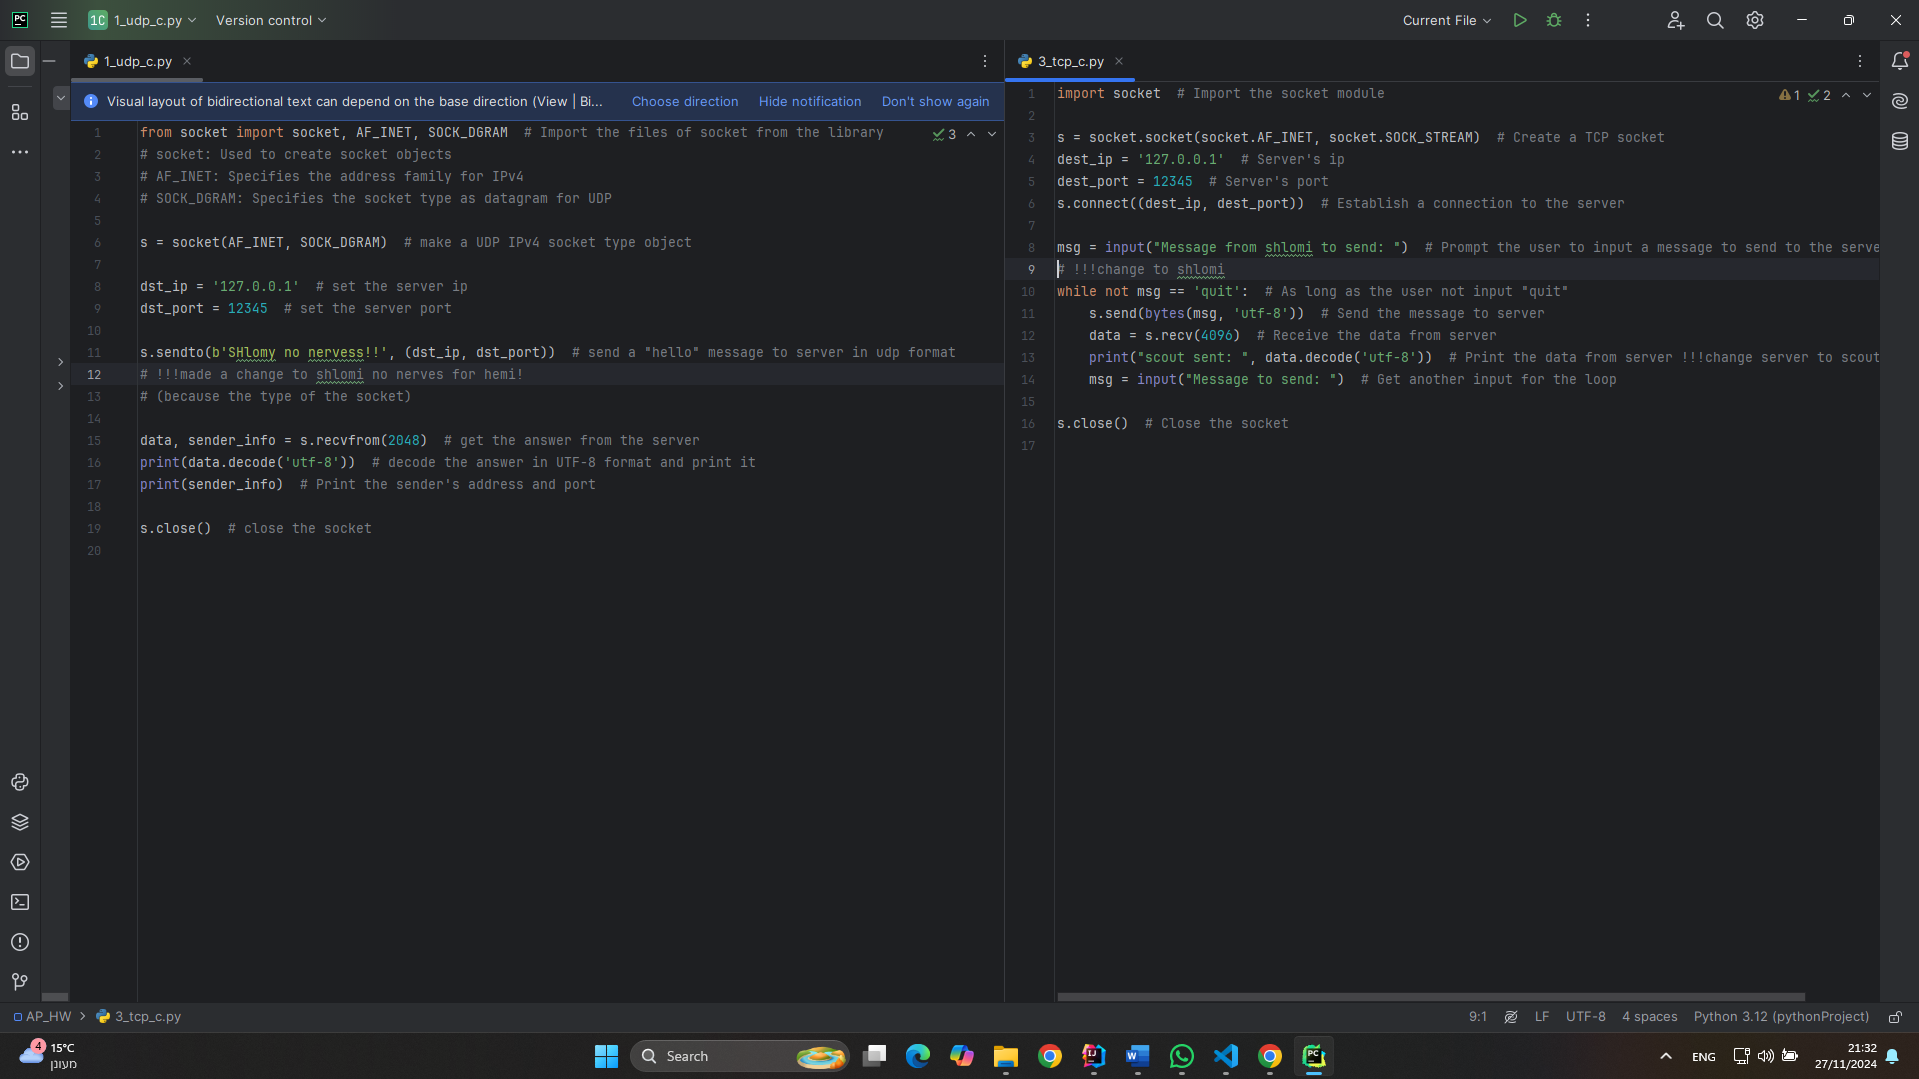 PC
1C 1_udp_c.py Version control Current File
1_udp_c.py
Visual layout of bidirectional text can depend on the base direction (View | Bi... Choose direction Hide notification Don't show again
3
1 from socket import socket, AF_INET, SOCK_DGRAM  # Import the files of socket from the library
2 # socket: Used to create socket objects
3 # AF_INET: Specifies the address family for IPv4
4 # SOCK_DGRAM: Specifies the socket type as datagram for UDP
5
6 s = socket(AF_INET, SOCK_DGRAM)  # make a UDP IPv4 socket type object
7
8 dst_ip = '127.0.0.1'  # set the server ip
9 dst_port = 12345  # set the server port
10
11 s.sendto(b'SHlomy no nervess!!', (dst_ip, dst_port))  # send a "hello" message to server in udp format
12 # !!!made a change to shlomi no nerves for hemi!
13 # (because the type of the socket)
14
15 data, sender_info = s.recvfrom(2048)  # get the answer from the server
16 print(data.decode('utf-8'))  # decode the answer in UTF-8 format and print it
17 print(sender_info)  # Print the sender's address and port
18
19 s.close()  # close the socket
20
3_tcp_c.py
1 2
1 import socket  # Import the socket module
2
3 s = socket.socket(socket.AF_INET, socket.SOCK_STREAM)  # Create a TCP socket
4 dest_ip = '127.0.0.1'  # Server's ip
5 dest_port = 12345  # Server's port
6 s.connect((dest_ip, dest_port))  # Establish a connection to the server
7
8 msg = input("Message from shlomi to send: ")  # Prompt the user to input a message to send to the serve
9 # !!!change to shlomi
10 while not msg == 'quit':  # As long as the user not input "quit"
11     s.send(bytes(msg, 'utf-8'))  # Send the message to server
12     data = s.recv(4096)  # Receive the data from server
13     print("scout sent: ", data.decode('utf-8'))  # Print the data from server !!!change server to scout
14     msg = input("Message to send: ")  # Get another input for the loop
15
16 s.close()  # Close the socket
17
AP_HW > 3_tcp_c.py 9:1 LF UTF-8 4 spaces Python 3.12 (pythonProject)
4 15°C
מעונן
Search
ENG
21:32
27/11/2024